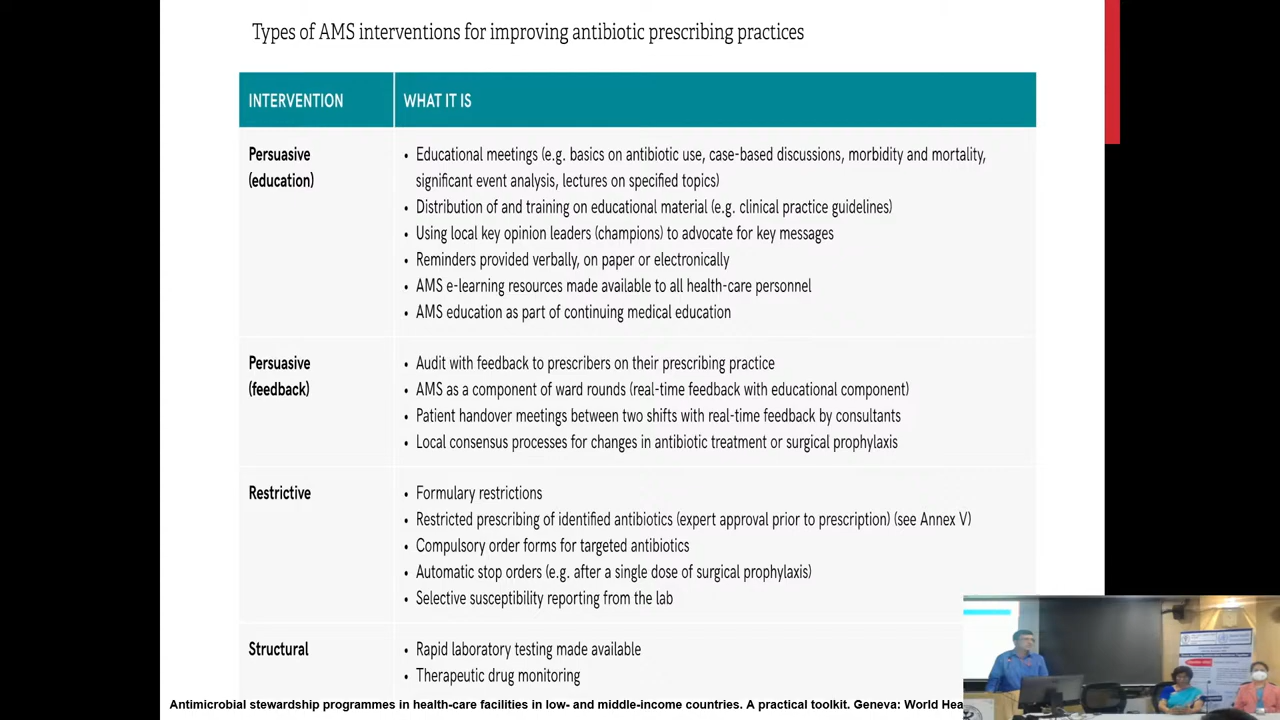 Types of AMS interventions for improving antibiotic prescribing practices
INTERVENTION
WHAT IT IS
Persuasive
(education)
• Educational meetings (e.g. basics on antibiotic use, case-based discussions, morbidity and mortality,
significant event analysis, lectures on specified topics)
• Distribution of and training on educational material (e.g. clinical practice guidelines)
• Using local key opinion leaders (champions) to advocate for key messages
• Reminders provided verbally, on paper or electronically
• AMS e-learning resources made available to all health-care personnel
• AMS education as part of continuing medical education
Persuasive
(feedback)
• Audit with feedback to prescribers on their prescribing practice
• AMS as a component of ward rounds (real-time feedback with educational component)
• Patient handover meetings between two shifts with real-time feedback by consultants
• Local consensus processes for changes in antibiotic treatment or surgical prophylaxis
Restrictive
• Formulary restrictions
• Restricted prescribing of identified antibiotics (expert approval prior to prescription) (see Annex V)
• Compulsory order forms for targeted antibiotics
• Automatic stop orders (e.g. after a single dose of surgical prophylaxis)
• Selective susceptibility reporting from the lab
Structural
• Rapid laboratory testing made available
• Therapeutic drug monitoring
Antimicrobial stewardship programmes in health-care facilities in low- and middle-income countries. A practical toolkit. Geneva: World Hea